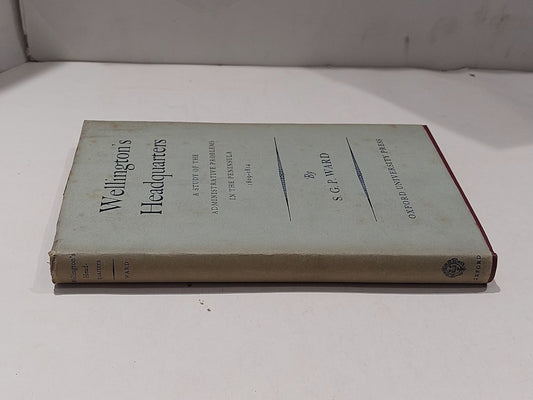 Wellington's
Headquarters
A STUDY OF THE
ADMINISTRATIVE PROBLEMS
IN THE PENINSULA
1809-1814
By
S. G. P. WARD
OXFORD UNIVERSITY PRESS
Wellington's
Head-
quarters
WARD
OXFORD